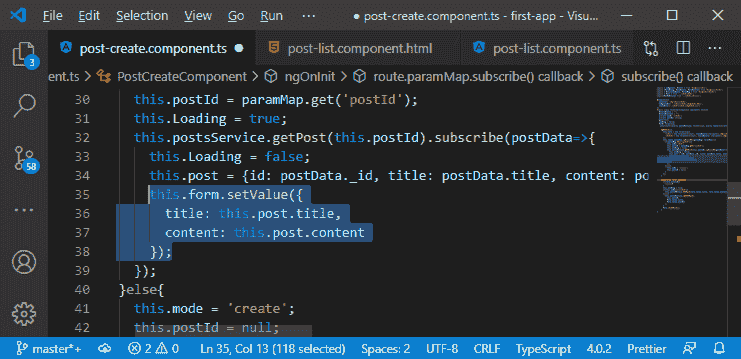 File Edit Selection View Go Run ··· ● post-create.component.ts - first-app - Visu...
post-create.component.ts ● post-list.component.html post-list.component.ts ···
ent.ts > PostCreateComponent > ngOnInit > route.paramMap.subscribe() callback > subscribe() callback
3
58
30 this.postId = paramMap.get('postId');
31 this.Loading = true;
32 this.postsService.getPost(this.postId).subscribe(postData=>{
33 this.Loading = false;
34 this.post = {id: postData._id, title: postData.title, content: po
35 this.form.setValue({
36 title: this.post.title,
37 content: this.post.content
38 });
39 });
40 }else{
41 this.mode = 'create';
42 this.postId = null;
master*+ 2 0 Ln 35, Col 13 (118 selected) Spaces: 2 UTF-8 CRLF TypeScript 4.0.2 Prettier